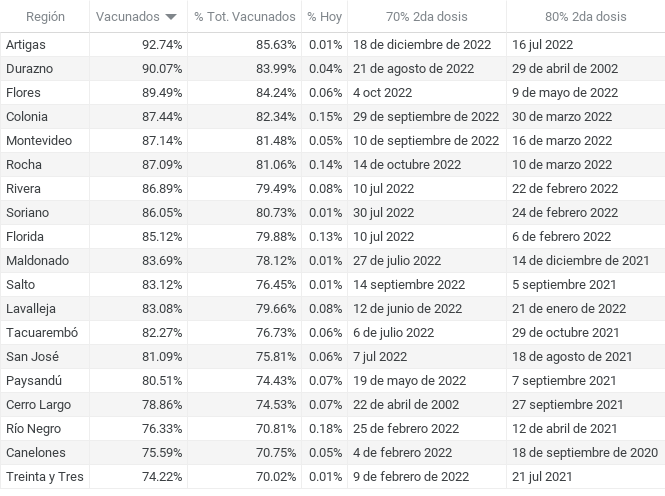 Región Vacunados % Tot. Vacunados % Hoy 70% 2da dosis 80% 2da dosis
Artigas 92.74% 85.63% 0.01% 18 de diciembre de 2022 16 jul 2022
Durazno 90.07% 83.99% 0.04% 21 de agosto de 2022 29 de abril de 2002
Flores 89.49% 84.24% 0.06% 4 oct 2022 9 de mayo de 2022
Colonia 87.44% 82.34% 0.15% 29 de septiembre de 2022 30 de marzo 2022
Montevideo 87.14% 81.48% 0.05% 10 de septiembre de 2022 16 de marzo 2022
Rocha 87.09% 81.06% 0.14% 14 de octubre 2022 10 de marzo 2022
Rivera 86.89% 79.49% 0.08% 10 jul 2022 22 de febrero 2022
Soriano 86.05% 80.73% 0.01% 30 jul 2022 24 de febrero 2022
Florida 85.12% 79.88% 0.13% 10 jul 2022 6 de febrero 2022
Maldonado 83.69% 78.12% 0.01% 27 de julio 2022 14 de diciembre de 2021
Salto 83.12% 76.45% 0.01% 14 septiembre 2022 5 septiembre 2021
Lavalleja 83.08% 79.66% 0.08% 12 de junio de 2022 21 de enero de 2022
Tacuarembó 82.27% 76.73% 0.06% 6 de julio 2022 29 de octubre 2021
San José 81.09% 75.81% 0.06% 7 jul 2022 18 de agosto de 2021
Paysandú 80.51% 74.43% 0.07% 19 de mayo de 2022 7 septiembre 2021
Cerro Largo 78.86% 74.53% 0.07% 22 de abril de 2002 27 septiembre 2021
Río Negro 76.33% 70.81% 0.18% 25 de febrero de 2022 12 de abril de 2021
Canelones 75.59% 70.75% 0.05% 4 de febrero de 2022 18 de septiembre de 2020
Treinta y Tres 74.22% 70.02% 0.01% 9 de febrero de 2022 21 jul 2021